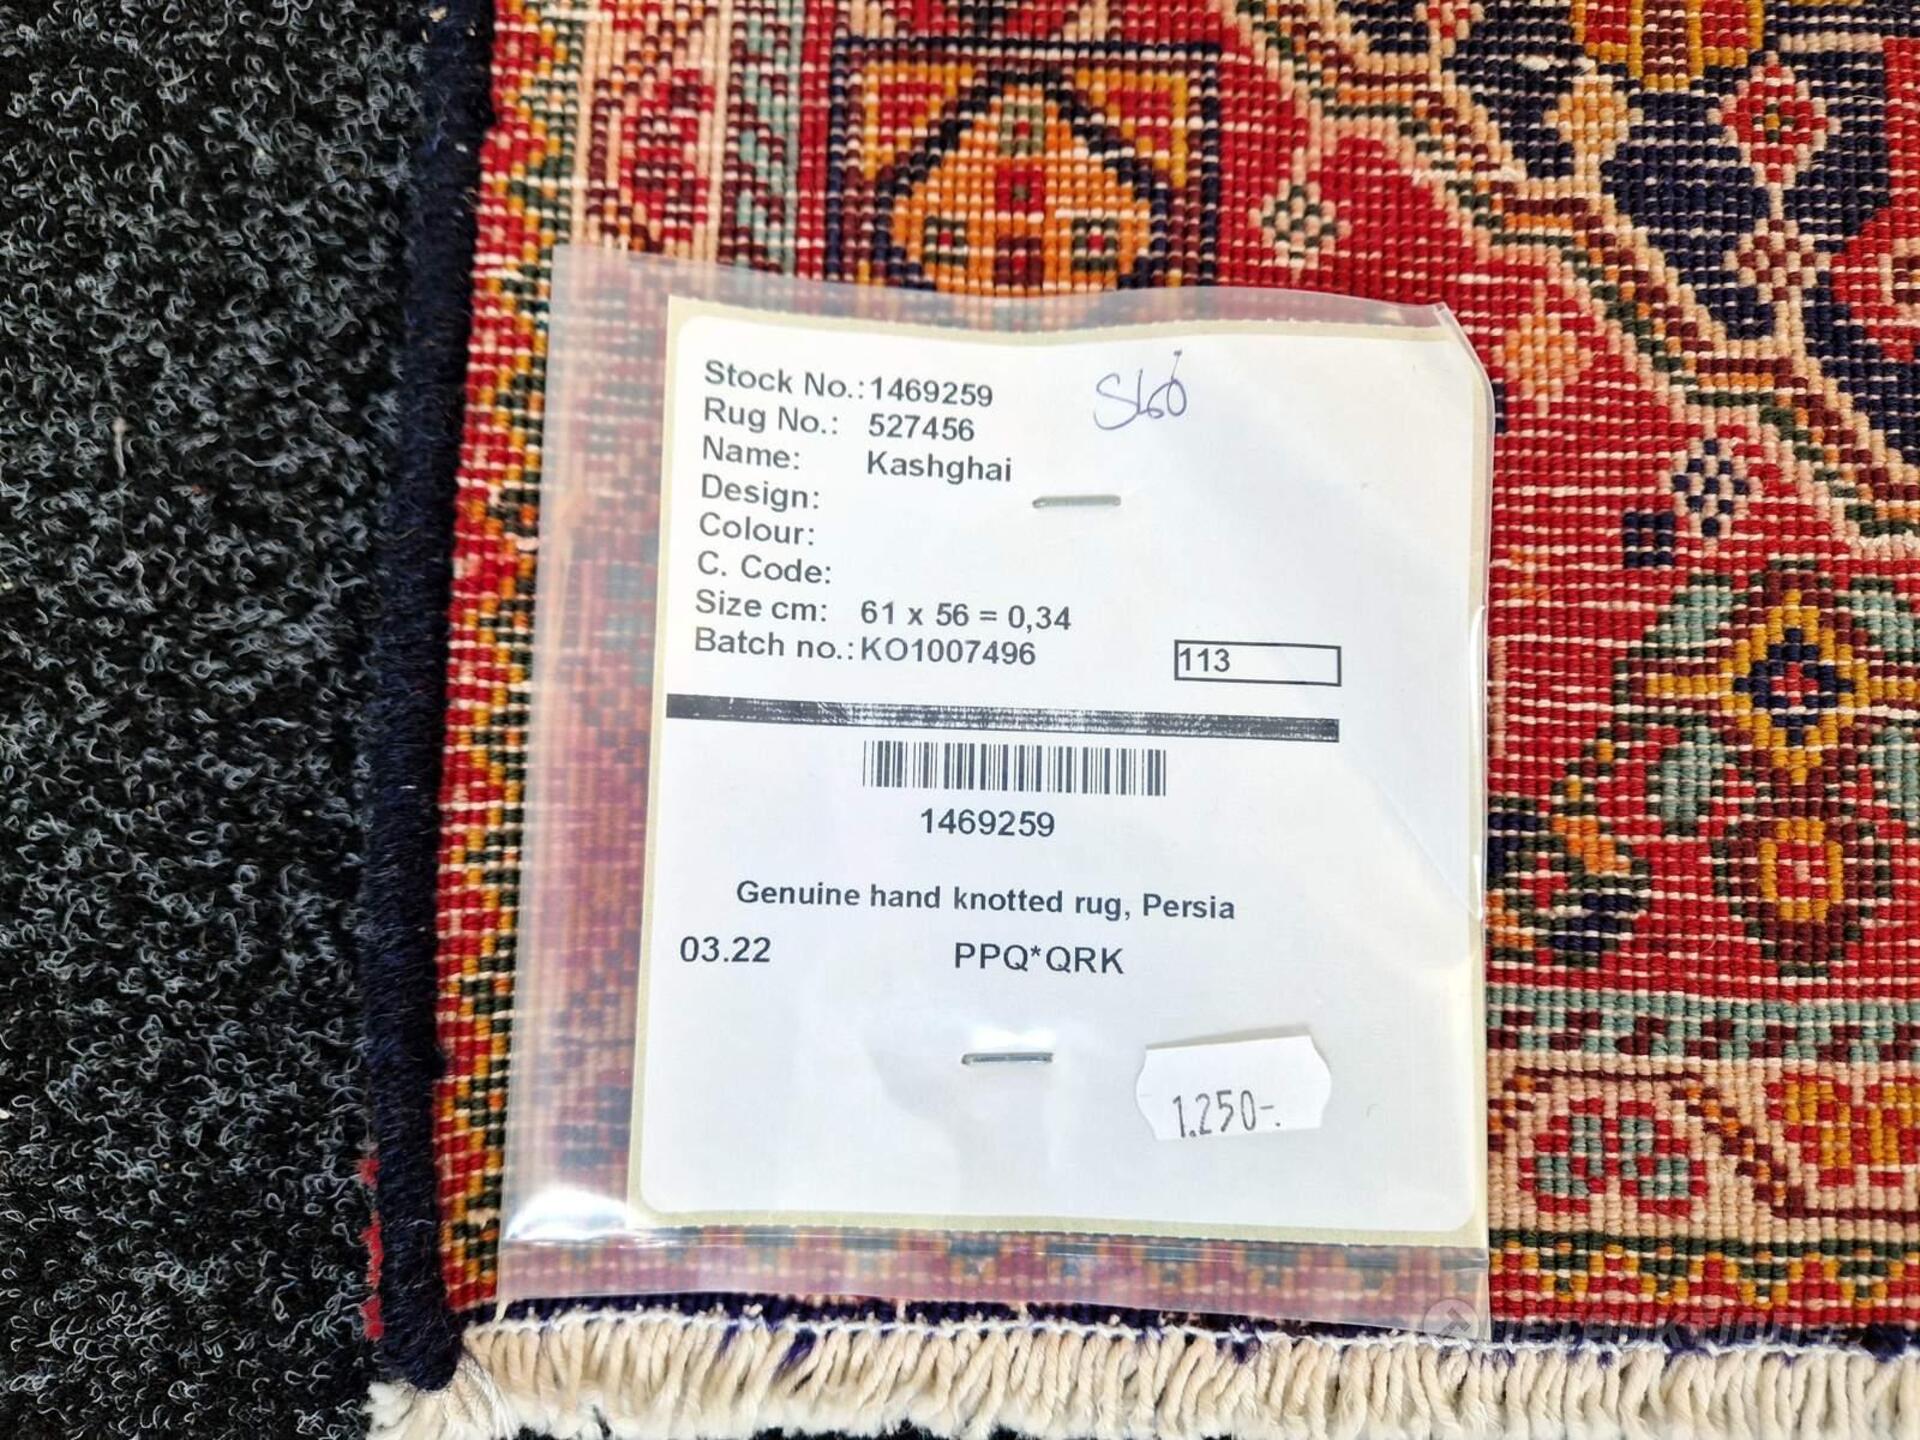 Stock No.: 1469259
Rug No.: 527456
Name: Kashghai
Design:
Colour:
C. Code:
Size cm: 61 x 56 = 0,34
Batch no.: KO1007496
113
1469259
Genuine hand knotted rug, Persia
03.22 PPQ*QRK
1.250-.